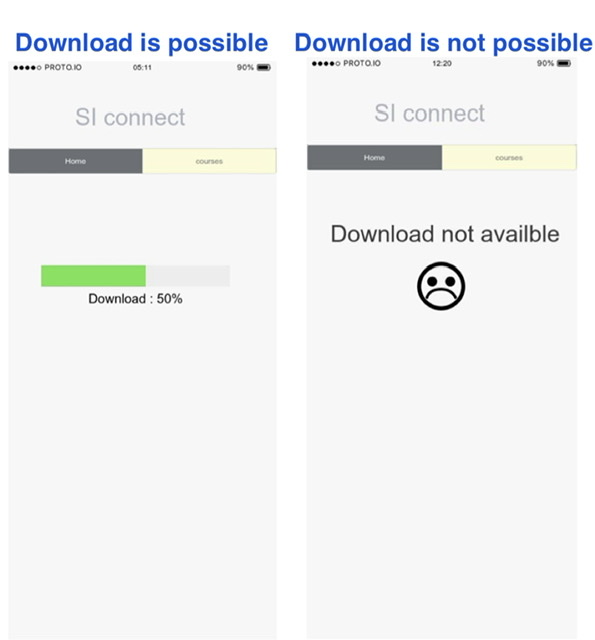 Download is possible
●●●●○ PROTO.IO 05:11 90%
SI connect
Home courses
Download : 50%
Download is not possible
●●●●○ PROTO.IO 12:20 90%
SI connect
Home courses
Download not availble